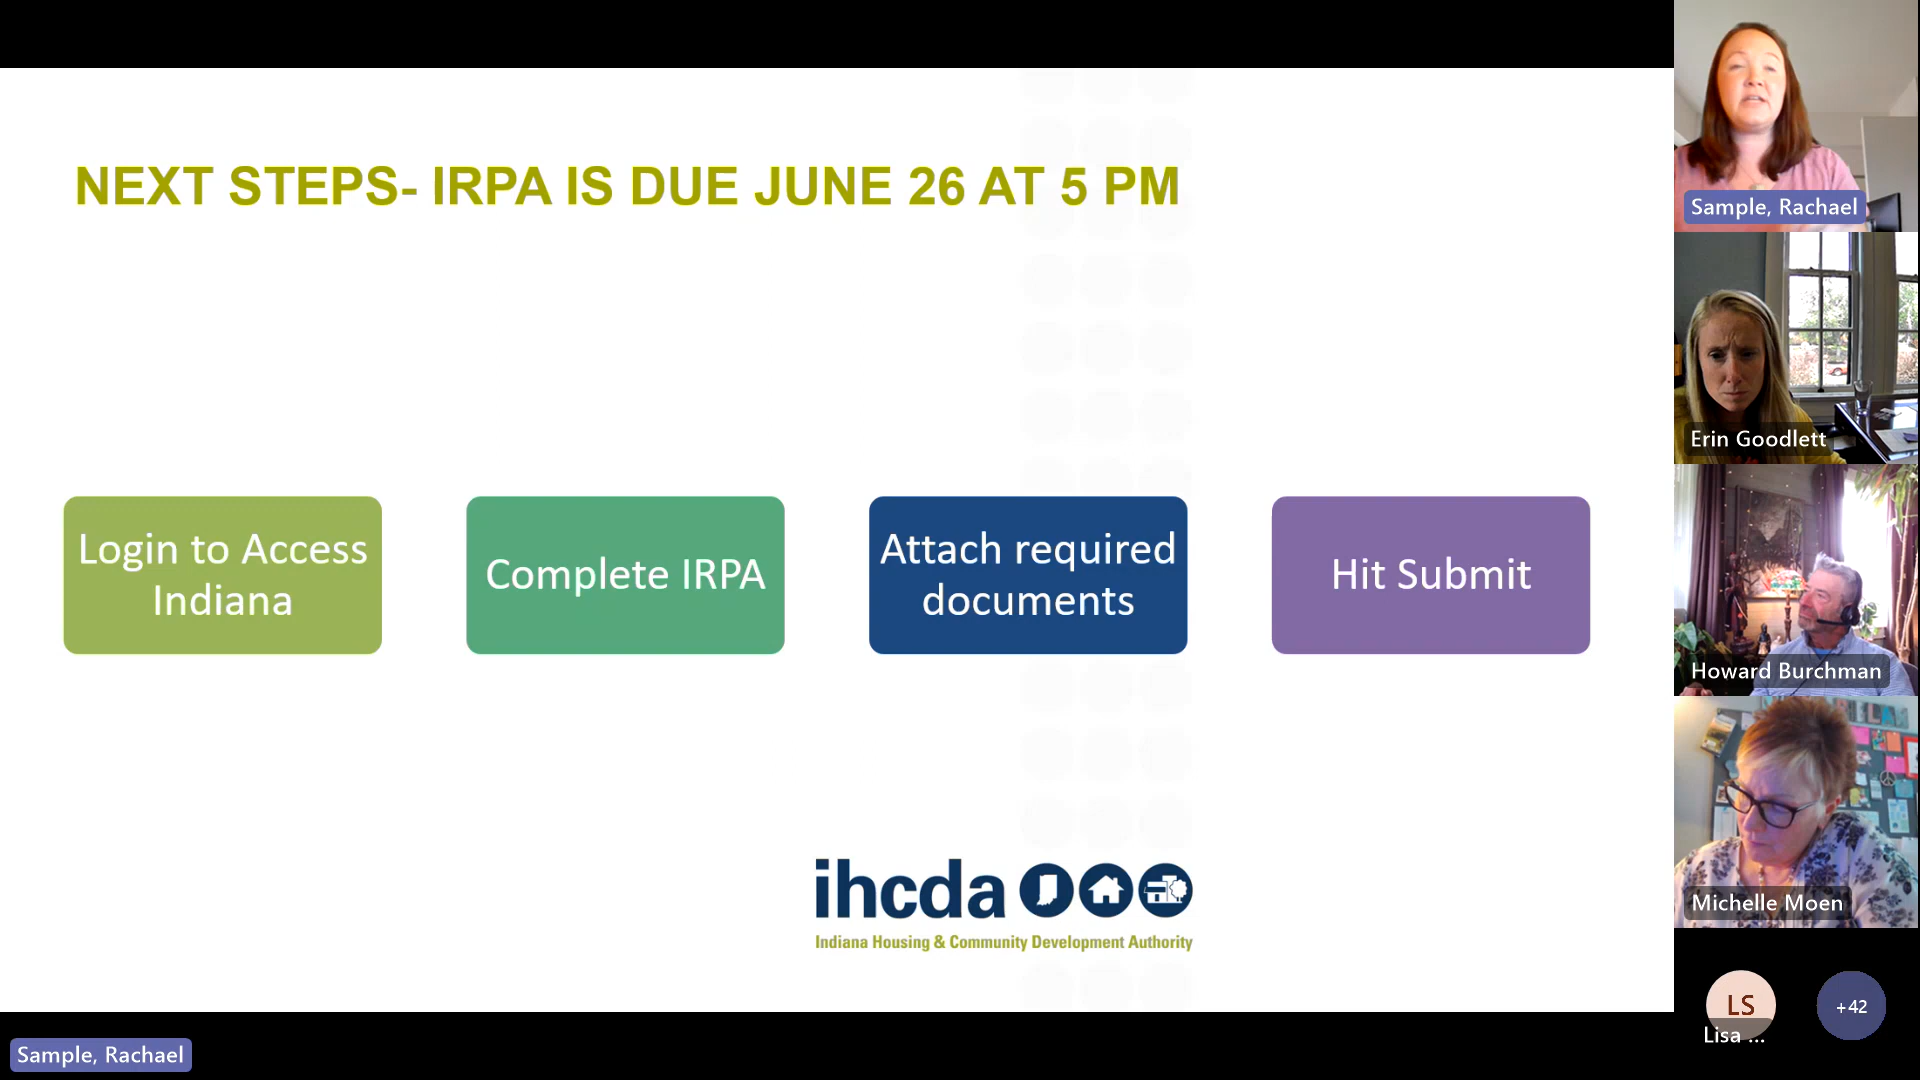 NEXT STEPS- IRPA IS DUE JUNE 26 AT 5 PM
Login to Access
Indiana
Complete IRPA
Attach required
documents
Hit Submit
ihcda
Indiana Housing & Community Development Authority
Sample, Rachael
Sample, Rachael
Erin Goodlett
Howard Burchman
Michelle Moen
LS
Lisa ...
+42